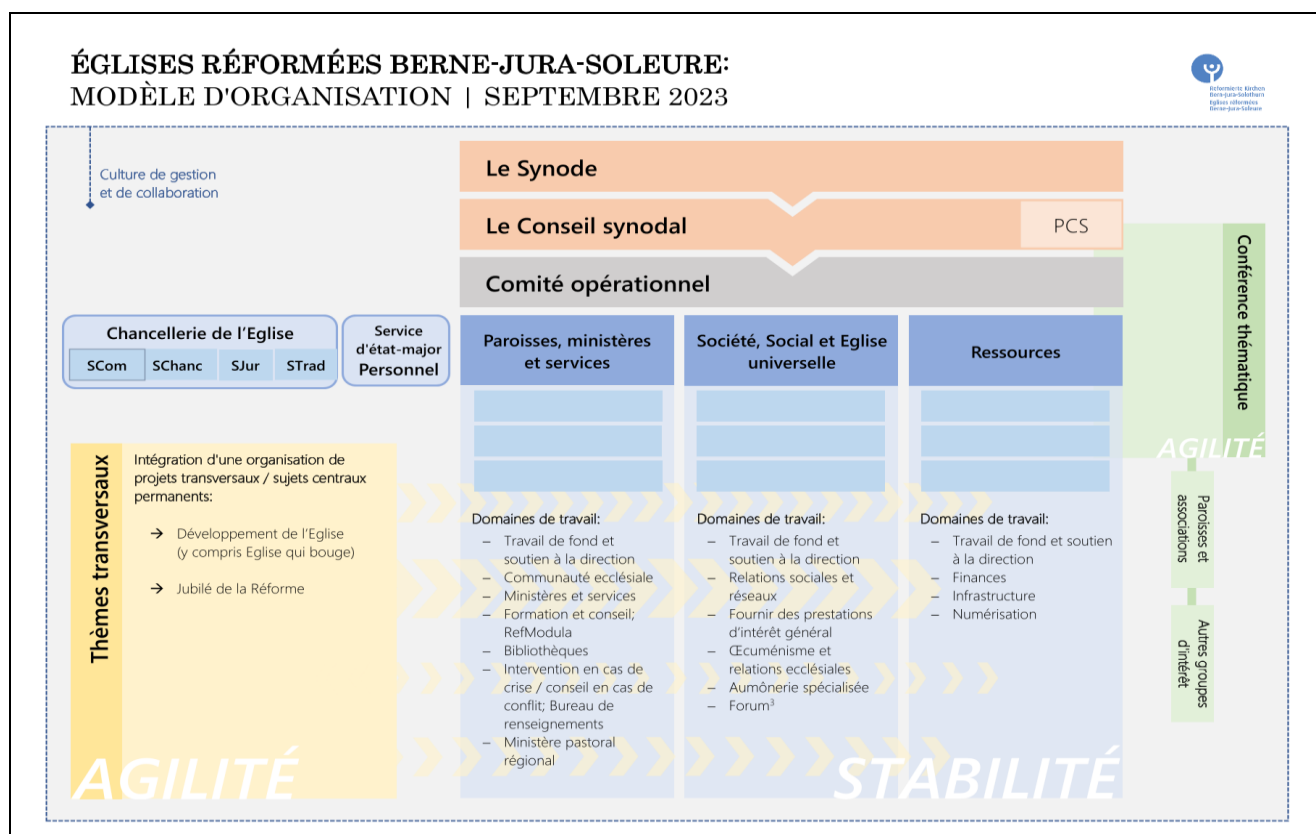 ÉGLISES RÉFORMÉES BERNE-JURA-SOLEURE:
MODÈLE D'ORGANISATION | SEPTEMBRE 2023
Reformierte Kirchen
Bern-Jura-Solothurn
Eglises réformées
Berne-Jura-Soleure
Culture de gestion
et de collaboration
Le Synode
Le Conseil synodal
PCS
Comité opérationnel
Chancellerie de l'Eglise
SCom
SChanc
SJur
STrad
Service
d'état-major
Personnel
Paroisses, ministères
et services
Société, Social et Eglise
universelle
Ressources
Conférence thématique
AGILITÉ
Paroisses et
associations
Autres groupes
d'intérêt
Thèmes transversaux
Intégration d'une organisation de
projets transversaux / sujets centraux
permanents:
→ Développement de l'Eglise
(y compris Eglise qui bouge)
→ Jubilé de la Réforme
AGILITÉ
Domaines de travail:
– Travail de fond et
soutien à la direction
– Communauté ecclésiale
– Ministères et services
– Formation et conseil;
RefModula
– Bibliothèques
– Intervention en cas de
crise / conseil en cas de
conflit; Bureau de
renseignements
– Ministère pastoral
régional
Domaines de travail:
– Travail de fond et
soutien à la direction
– Relations sociales et
réseaux
– Fournir des prestations
d'intérêt général
– Œcuménisme et
relations ecclésiales
– Aumônerie spécialisée
– Forum³
Domaines de travail:
– Travail de fond et soutien
à la direction
– Finances
– Infrastructure
– Numérisation
STABILITÉ